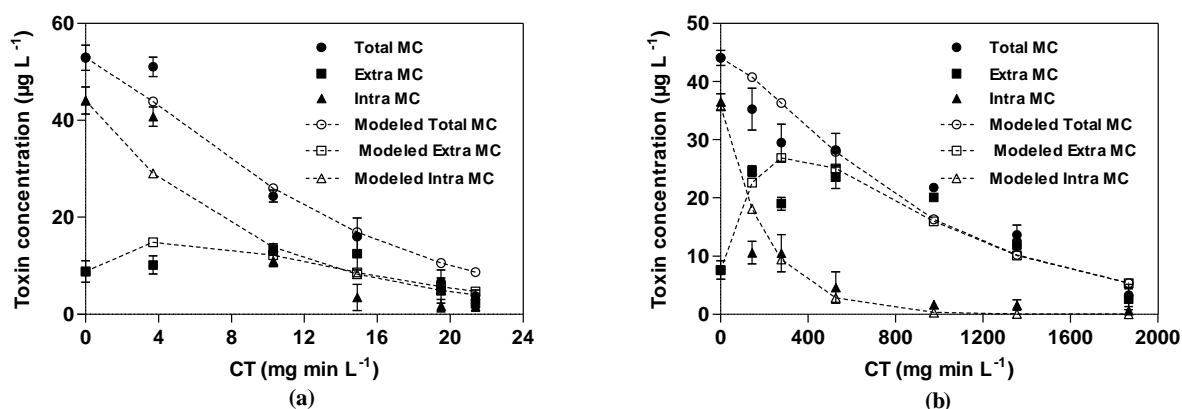 60
40
20
0
Toxin concentration (µg L⁻¹)
Total MC
Extra MC
Intra MC
Modeled Total MC
Modeled Extra MC
Modeled Intra MC
0 4 8 12 16 20 24
CT (mg min L⁻¹)
(a)
50
40
30
20
10
0
Toxin concentration (µg L⁻¹)
Total MC
Extra MC
Intra MC
Modeled Total MC
Modeled Extra MC
Modeled Intra MC
0 400 800 1200 1600 2000
CT (mg min L⁻¹)
(b)